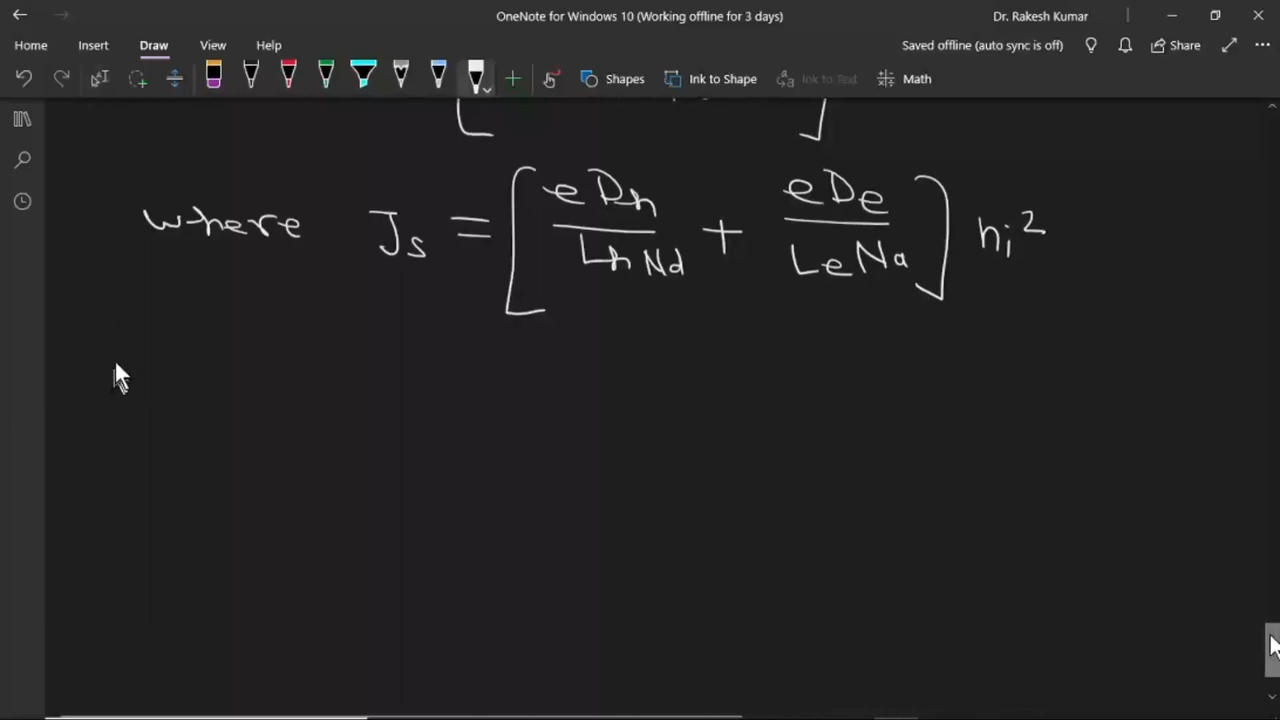 OneNote for Windows 10 (Working offline for 3 days)
Dr. Rakesh Kumar
Home Insert Draw View Help
Saved offline (auto sync is off)
Share
Shapes Ink to Shape Ink to Text Math
where Js = [ eDh / LhNd + eDe / LeNa ] ni²